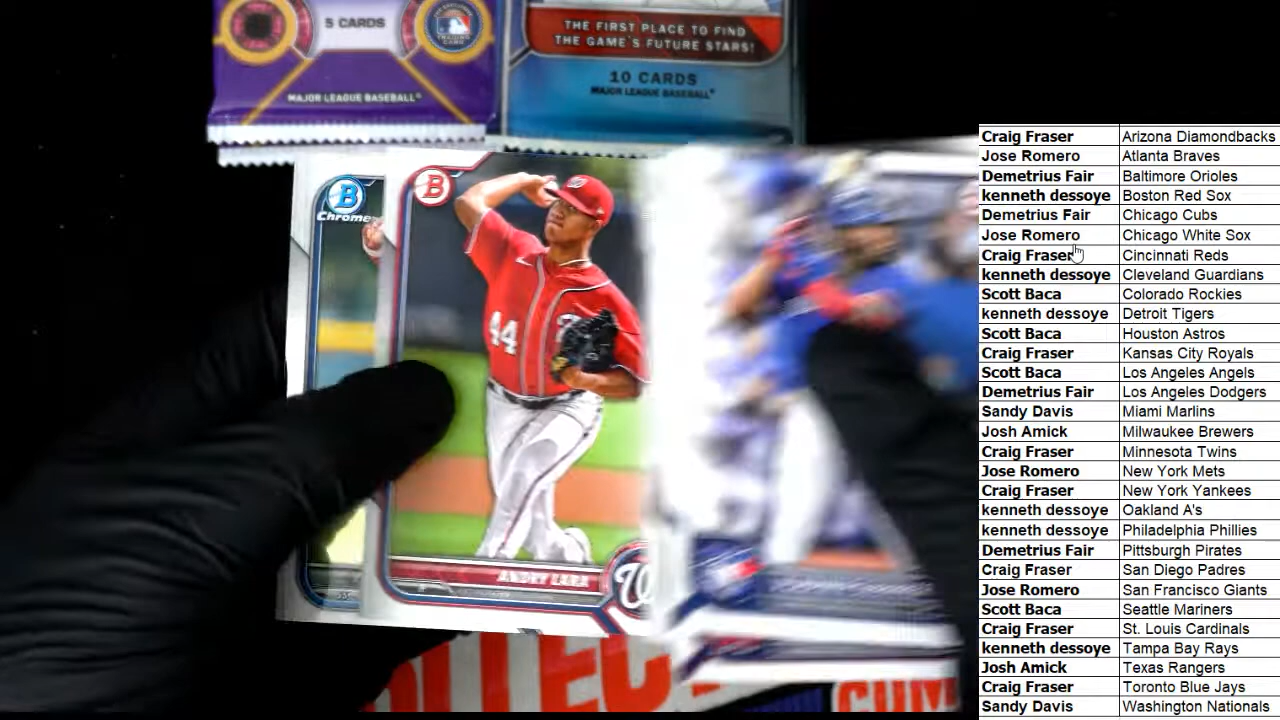 5 CARDS
MAJOR LEAGUE BASEBALL
THE FIRST PLACE TO FIND
THE GAME'S FUTURE STARS!
10 CARDS
MAJOR LEAGUE BASEBALL
B
Chrome
B
44
W
ANDRY LARA
GUM
Craig Fraser Arizona Diamondbacks
Jose Romero Atlanta Braves
Demetrius Fair Baltimore Orioles
kenneth dessoye Boston Red Sox
Demetrius Fair Chicago Cubs
Jose Romero Chicago White Sox
Craig Fraser Cincinnati Reds
kenneth dessoye Cleveland Guardians
Scott Baca Colorado Rockies
kenneth dessoye Detroit Tigers
Scott Baca Houston Astros
Craig Fraser Kansas City Royals
Scott Baca Los Angeles Angels
Demetrius Fair Los Angeles Dodgers
Sandy Davis Miami Marlins
Josh Amick Milwaukee Brewers
Craig Fraser Minnesota Twins
Jose Romero New York Mets
Craig Fraser New York Yankees
kenneth dessoye Oakland A's
kenneth dessoye Philadelphia Phillies
Demetrius Fair Pittsburgh Pirates
Craig Fraser San Diego Padres
Jose Romero San Francisco Giants
Scott Baca Seattle Mariners
Craig Fraser St. Louis Cardinals
kenneth dessoye Tampa Bay Rays
Josh Amick Texas Rangers
Craig Fraser Toronto Blue Jays
Sandy Davis Washington Nationals